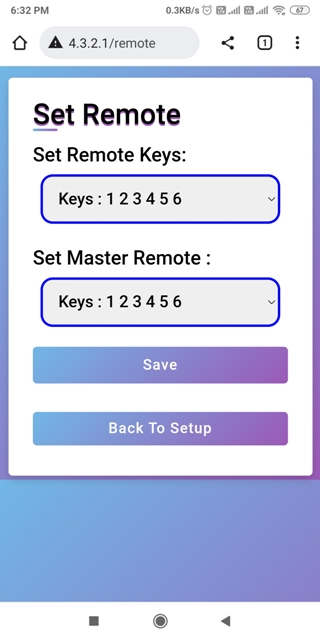 6:32 PM
0.3KB/s
67
4.3.2.1/remote
1
Set Remote
Set Remote Keys:
Keys : 1 2 3 4 5 6
Set Master Remote :
Keys : 1 2 3 4 5 6
Save
Back To Setup